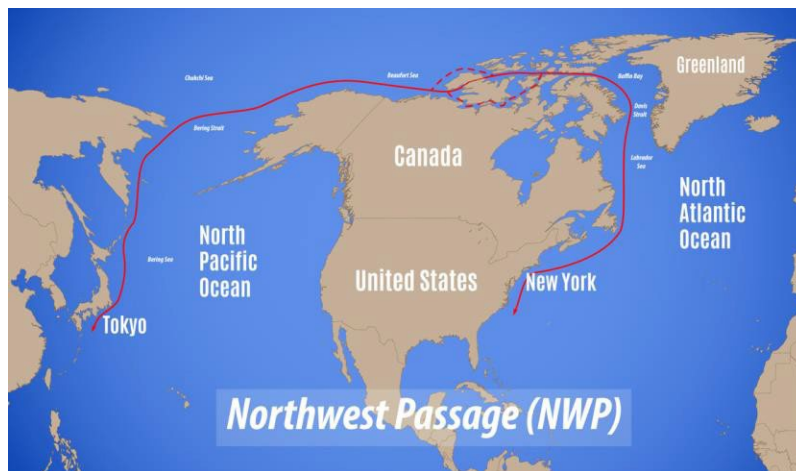 Chukchi Sea
Beaufort Sea
Baffin Bay
Greenland
Davis
Strait
Bering Strait
Canada
Labrador
Sea
North
Atlantic
Ocean
North
Pacific
Ocean
Bering Sea
United States
New York
Tokyo
Northwest Passage (NWP)